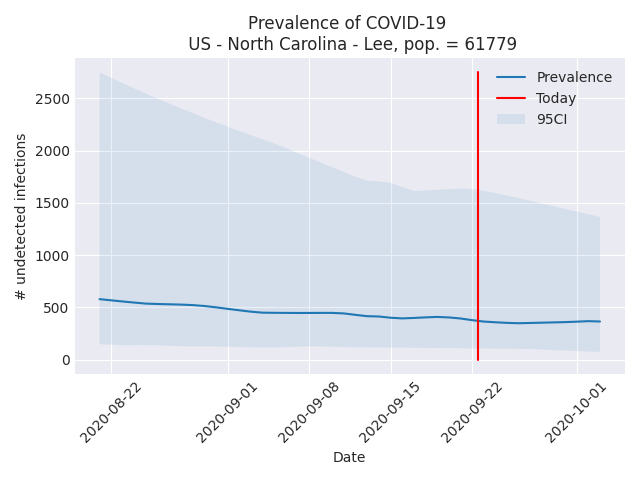 Prevalence of COVID-19
US - North Carolina - Lee, pop. = 61779
Prevalence
Today
95CI
2500
2000
1500
1000
500
0
# undetected infections
2020-08-22
2020-09-01
2020-09-08
2020-09-15
2020-09-22
2020-10-01
Date